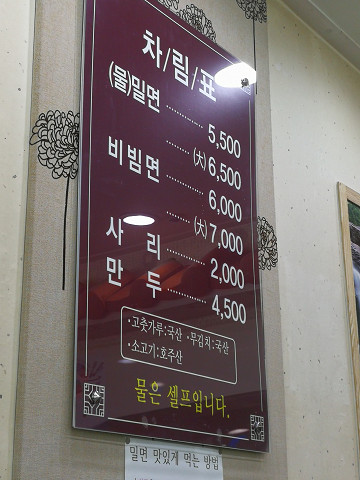 차/림/표
(물)밀면 ............ 5,500
............ (大) 6,500
비빔면 ............ 6,000
............ (大) 7,000
사 리 ............ 2,000
만 두 ............ 4,500
·고춧가루:국산 ·무김치:국산
·소고기:호주산
물은 셀프입니다.
밀면 맛있게 먹는 방법